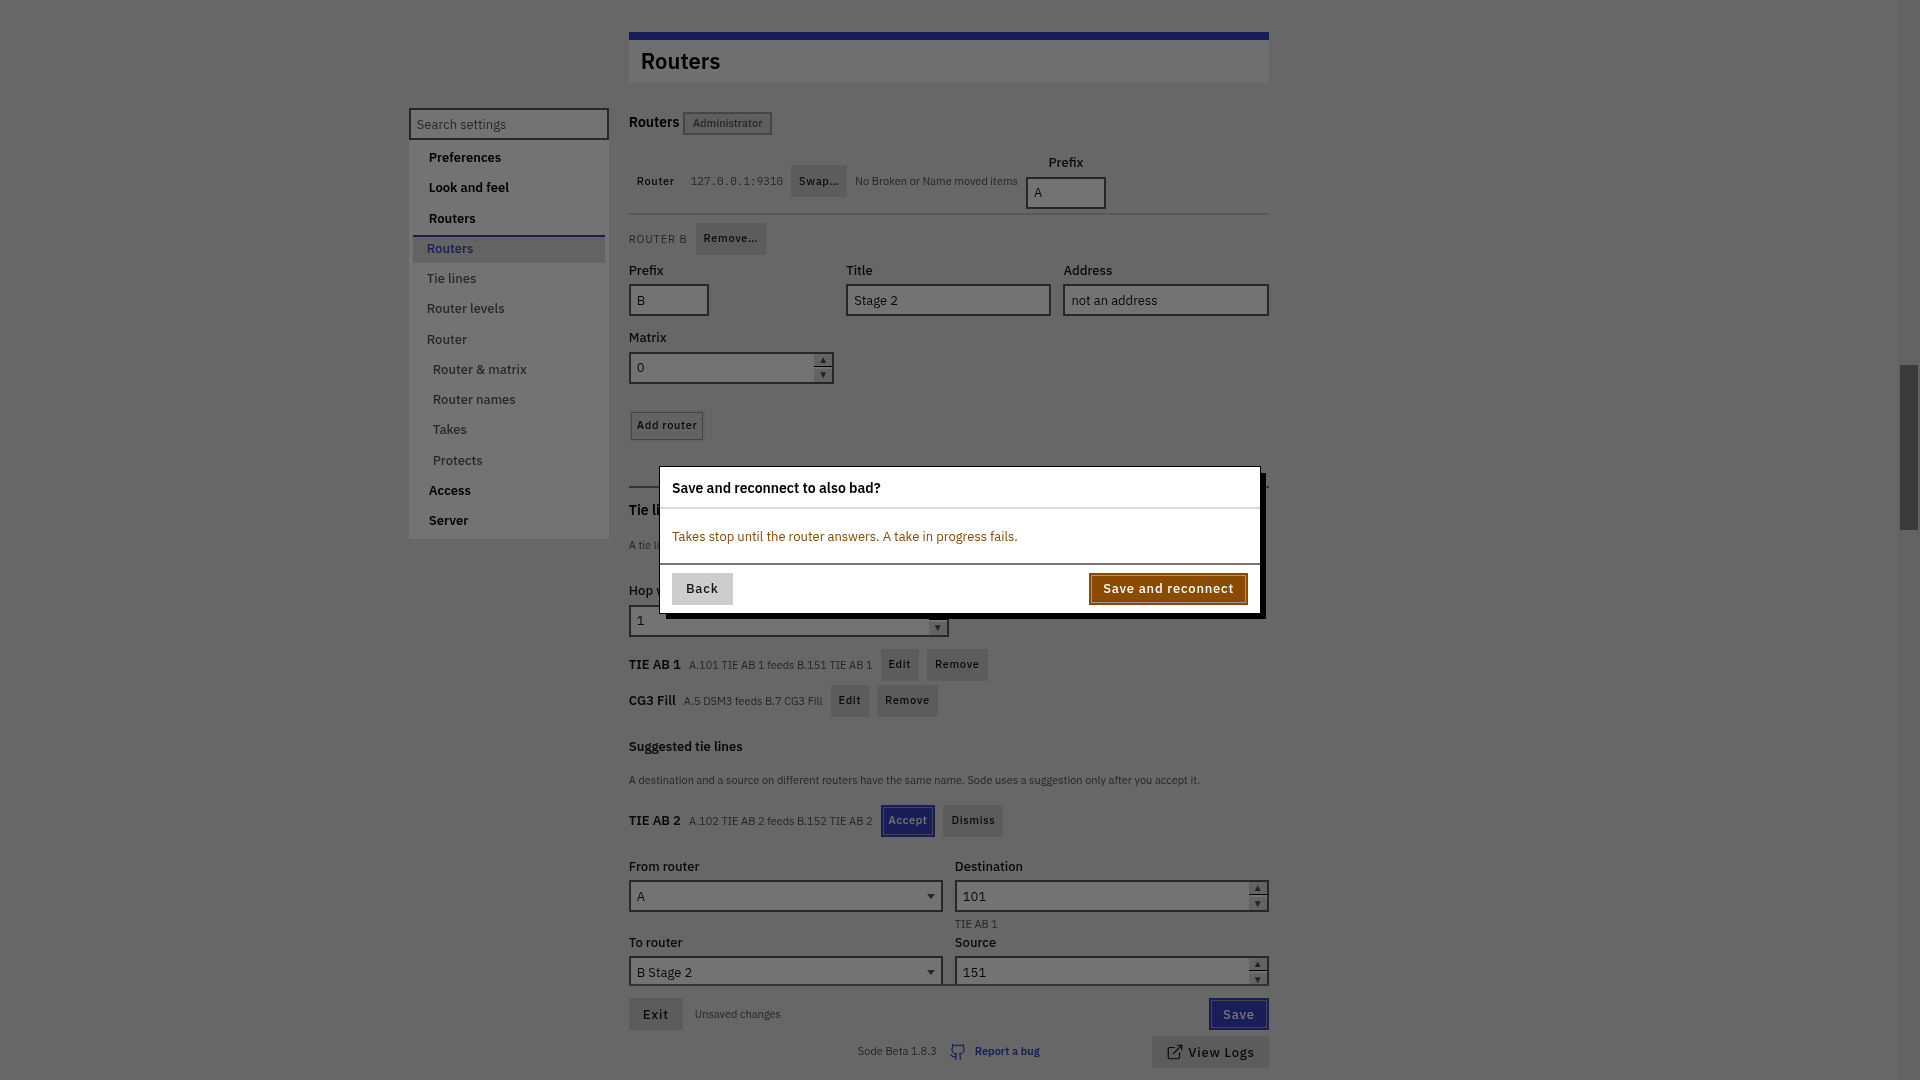 Routers
Search settings
Preferences
Look and feel
Routers
Routers
Tie lines
Router levels
Router
Router & matrix
Router names
Takes
Protects
Access
Server
Routers Administrator
Prefix
Router 127.0.0.1:9310 Swap... No Broken or Name moved items A
ROUTER B Remove...
Prefix Title Address
B Stage 2 not an address
Matrix
0
Add router
Save and reconnect to also bad?
Takes stop until the router answers. A take in progress fails.
Back Save and reconnect
Tie li
A tie li
Hop
1
TIE AB 1 A.101 TIE AB 1 feeds B.151 TIE AB 1 Edit Remove
CG3 Fill A.5 DSM3 feeds B.7 CG3 Fill Edit Remove
Suggested tie lines
A destination and a source on different routers have the same name. Sode uses a suggestion only after you accept it.
TIE AB 2 A.102 TIE AB 2 feeds B.152 TIE AB 2 Accept Dismiss
From router Destination
A 101
TIE AB 1
To router Source
B Stage 2 151
Exit Unsaved changes Save
Sode Beta 1.8.3 Report a bug View Logs